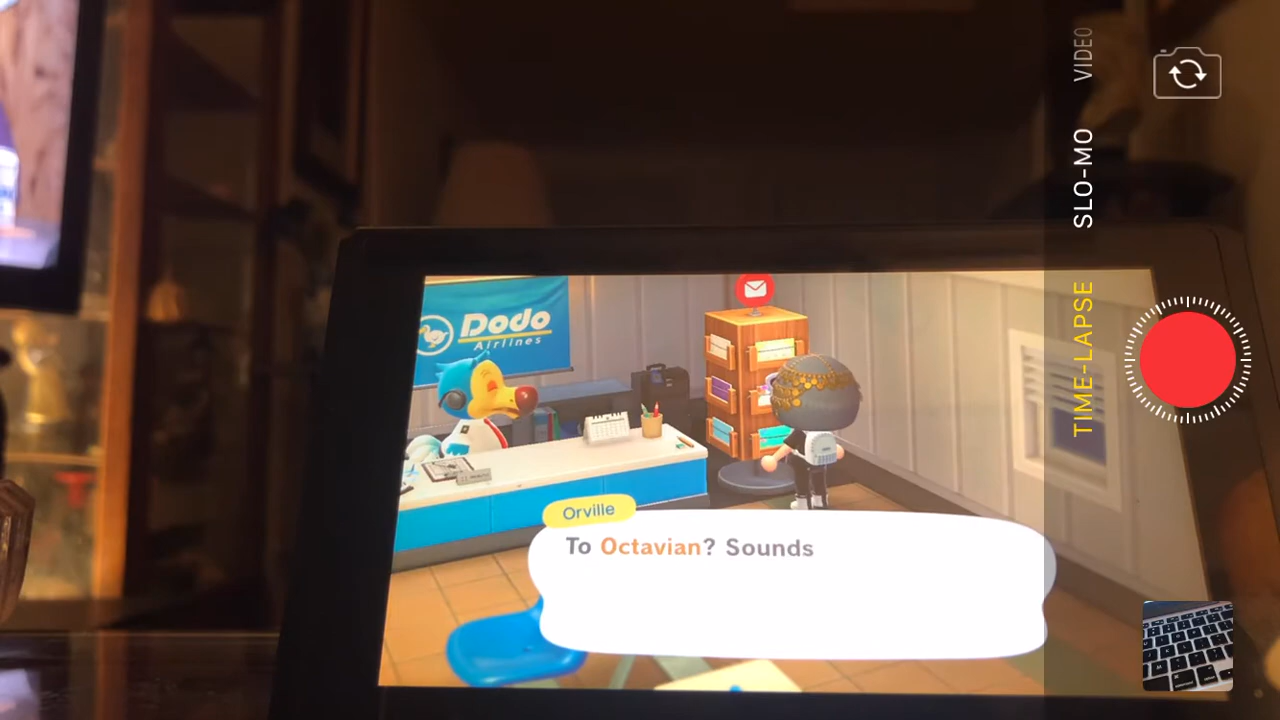 Dodo
Airlines
Orville
To Octavian? Sounds
VIDEO
SLO-MO
TIME-LAPSE